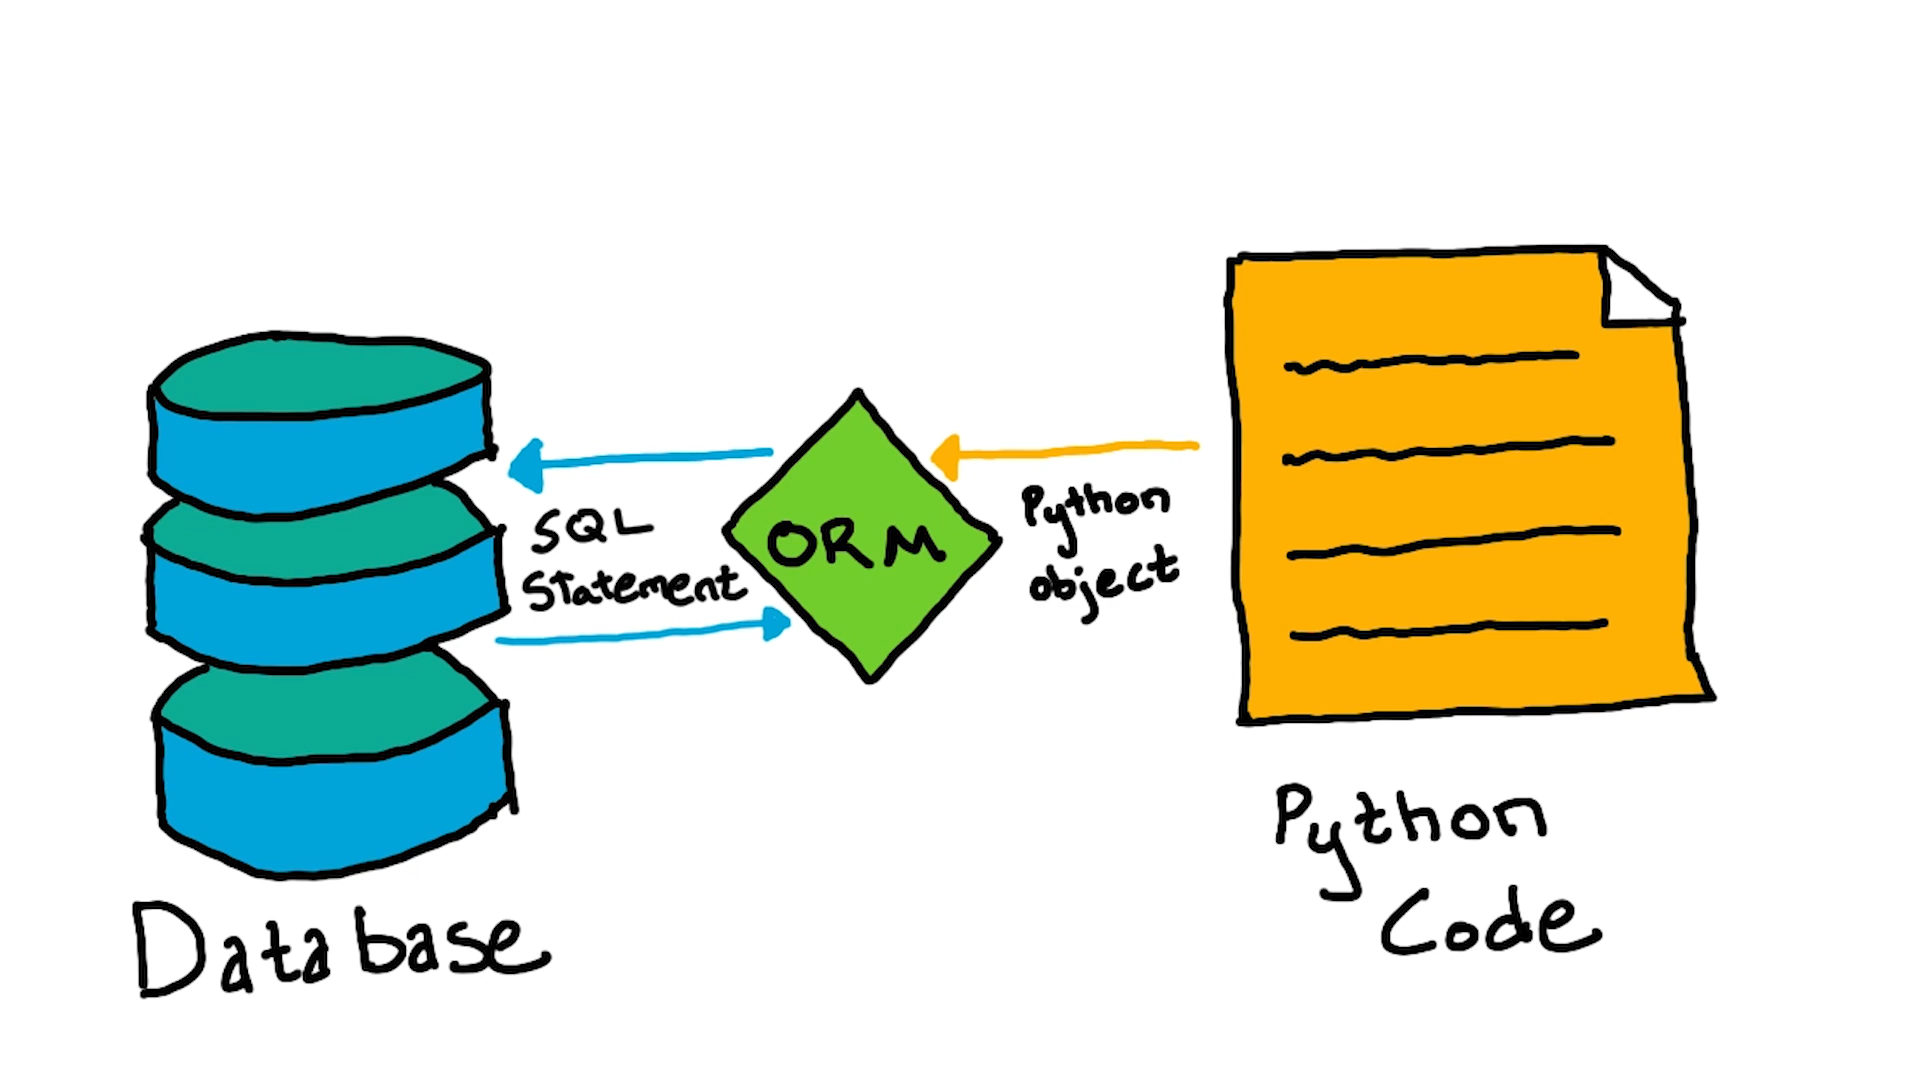 SQL
Statement
ORM
Python
object
Database
Python
Code